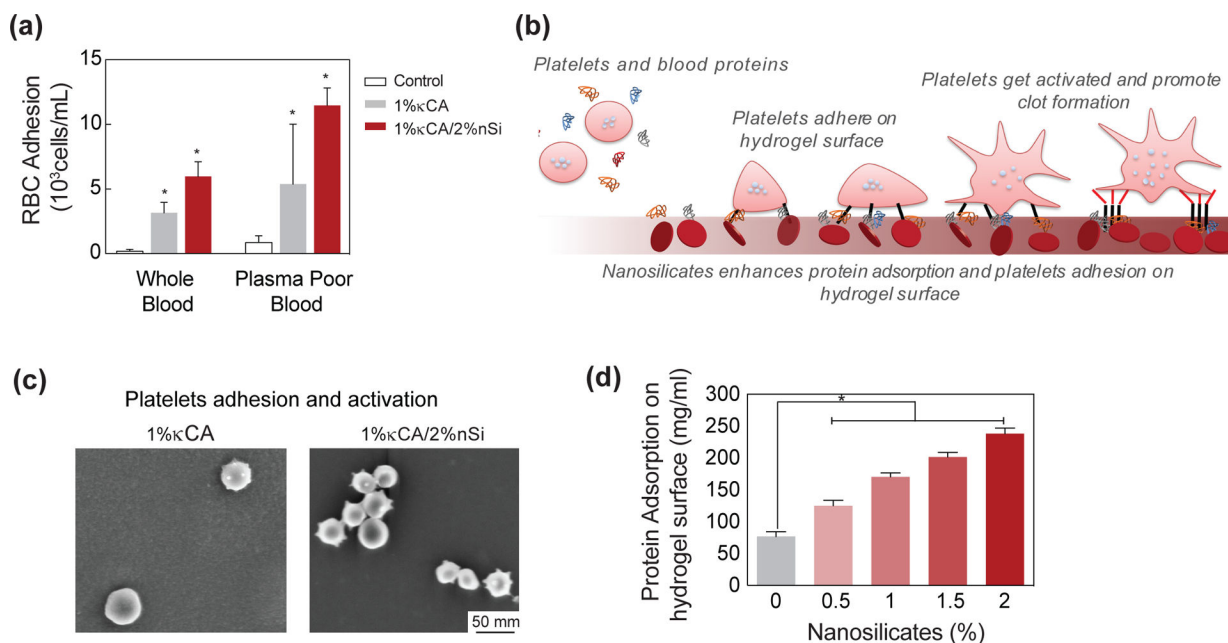 (a)
15
10
5
0
RBC Adhesion
(10³cells/mL)
Control
1%κCA
1%κCA/2%nSi
*
*
*
*
Whole
Blood
Plasma Poor
Blood
(b)
Platelets and blood proteins
Platelets adhere on
hydrogel surface
Platelets get activated and promote
clot formation
Nanosilicates enhances protein adsorption and platelets adhesion on
hydrogel surface
(c)
Platelets adhesion and activation
1%κCA
1%κCA/2%nSi
50 mm
(d)
Protein Adsorption on
hydrogel surface (mg/ml)
300
250
200
150
100
50
0
*
0 0.5 1 1.5 2
Nanosilicates (%)